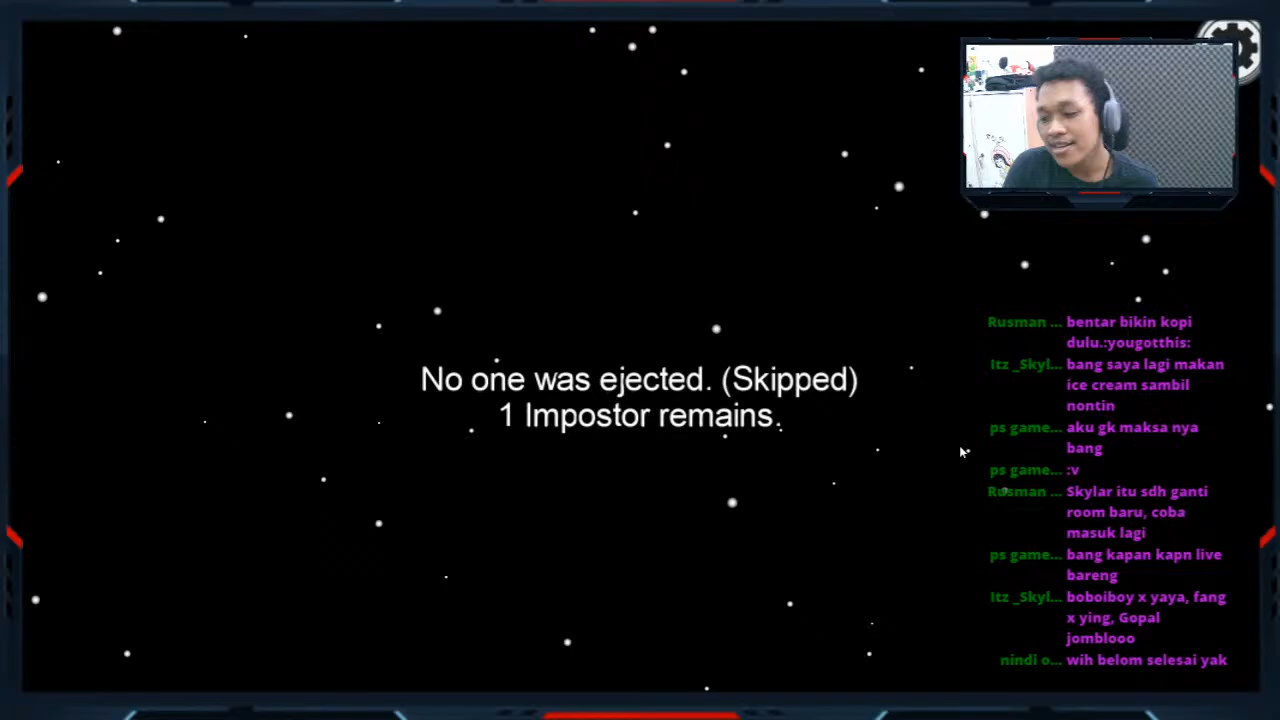 No one was ejected. (Skipped)
1 Impostor remains.
Rusman ... bentar bikin kopi
dulu.:yougotthis:
Itz _Skyl... bang saya lagi makan
ice cream sambil
nontin
ps game... aku gk maksa nya
bang
ps game... :v
Rusman ... Skylar itu sdh ganti
room baru, coba
masuk lagi
ps game... bang kapan kapn live
bareng
Itz _Skyl... boboiboy x yaya, fang
x ying, Gopal
jomblooo
nindi o... wih belom selesai yak